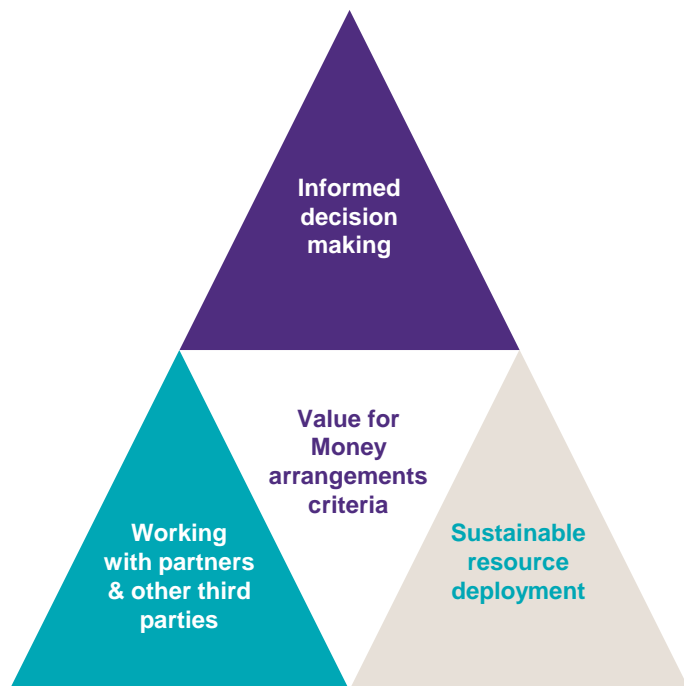 Informed
decision
making
Value for
Money
arrangements
criteria
Working
with partners
& other third
parties
Sustainable
resource
deployment